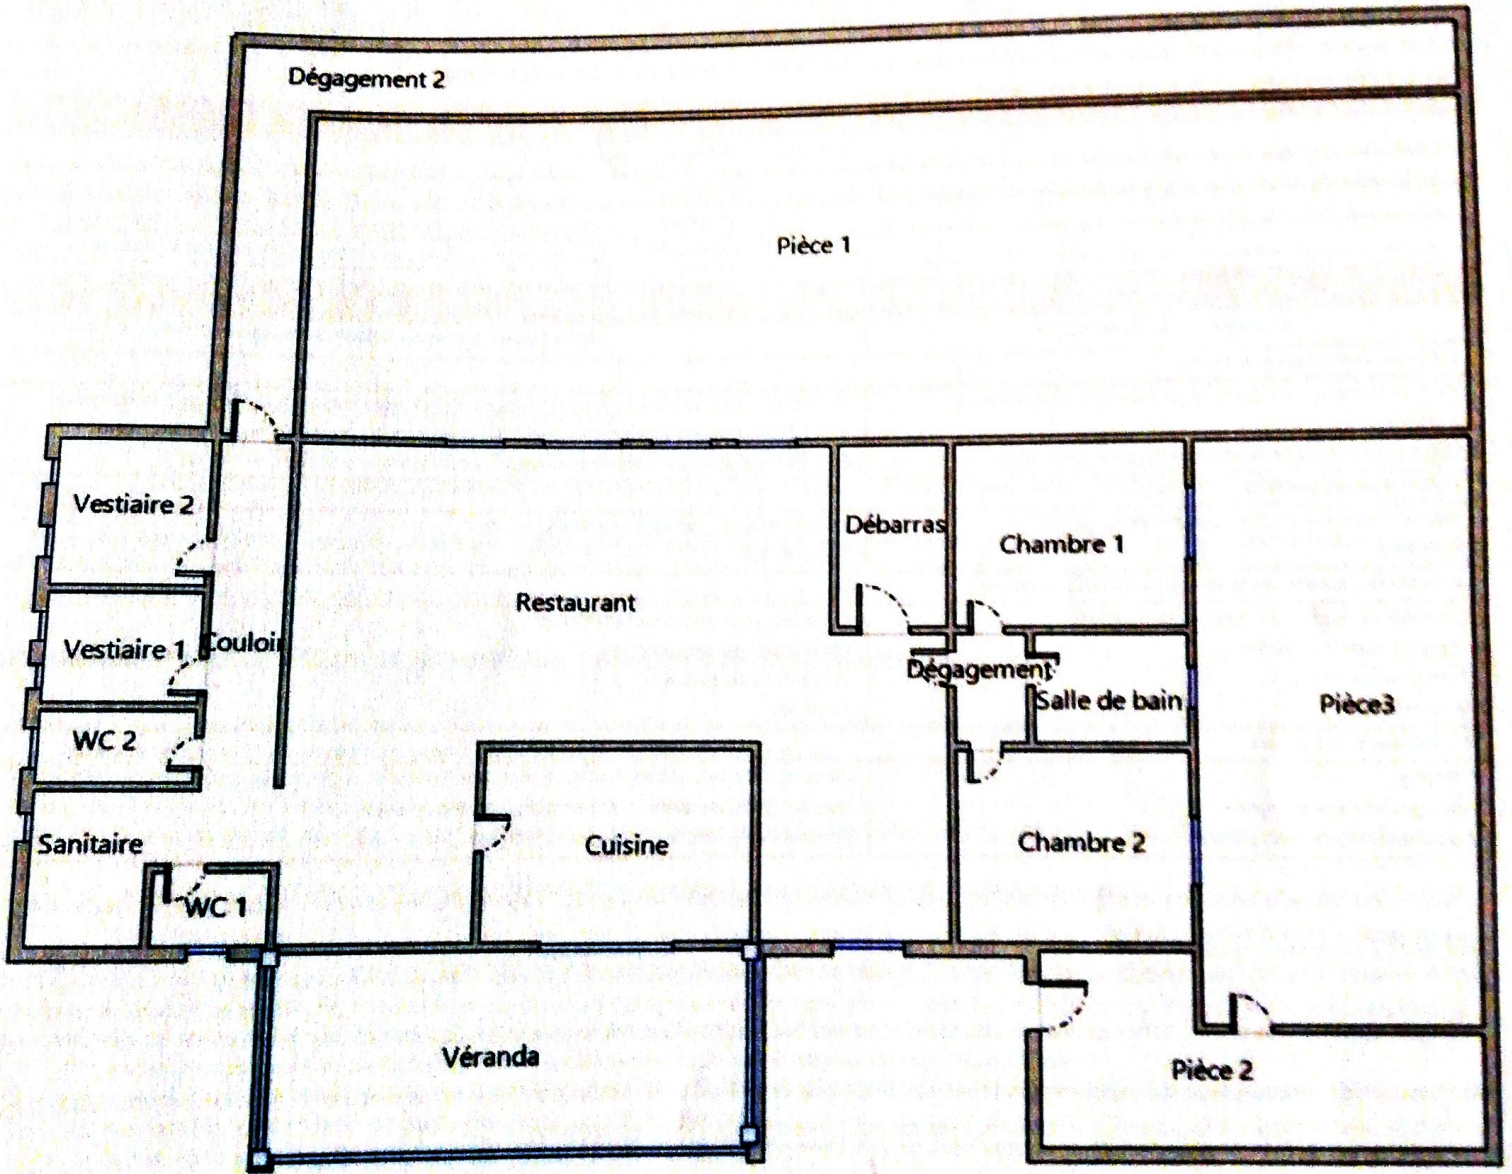 Dégagement 2
Pièce 1
Vestiaire 2
Débarras
Chambre 1
Restaurant
Vestiaire 1
Couloir
Dégagement
Salle de bain
Pièce3
WC 2
Sanitaire
Cuisine
Chambre 2
WC 1
Véranda
Pièce 2